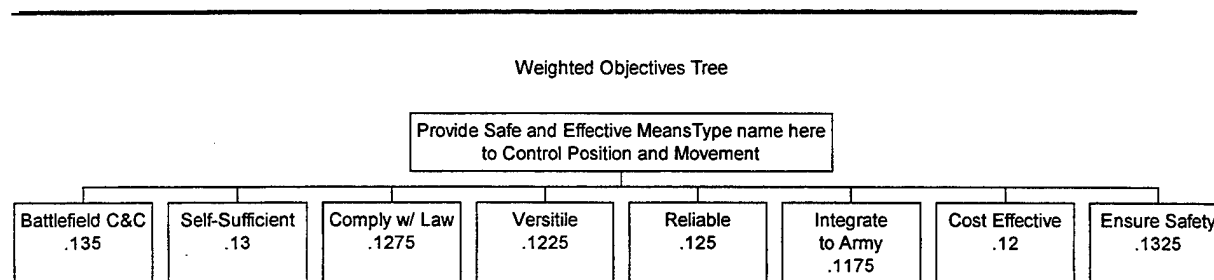 Weighted Objectives Tree
Provide Safe and Effective MeansType name here
to Control Position and Movement
Battlefield C&C
.135
Self-Sufficient
.13
Comply w/ Law
.1275
Versitile
.1225
Reliable
.125
Integrate
to Army
.1175
Cost Effective
.12
Ensure Safety
.1325